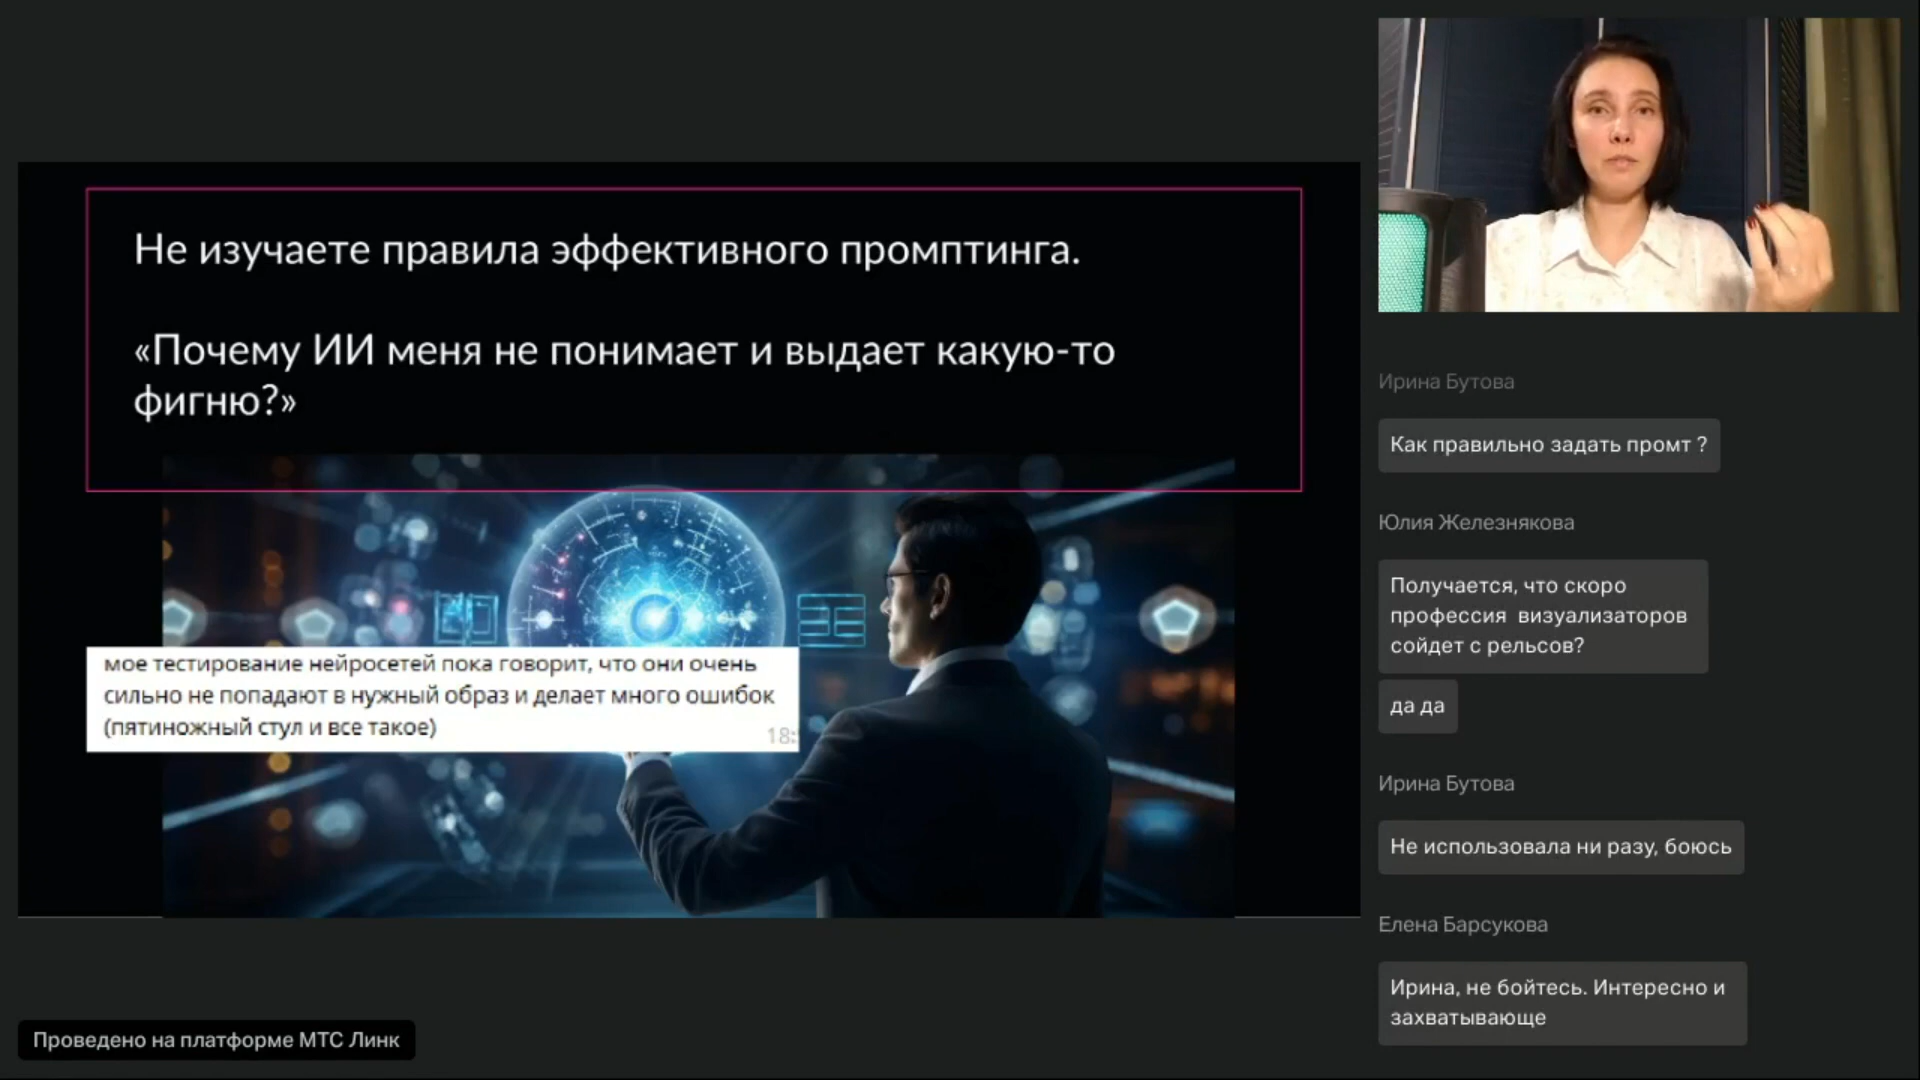 Не изучаете правила эффективного промптинга.
«Почему ИИ меня не понимает и выдает какую-то
фигню?»
мое тестирование нейросетей пока говорит, что они очень
сильно не попадают в нужный образ и делает много ошибок
(пятиножный стул и все такое)
18:
Проведено на платформе МТС Линк
Ирина Бутова
Как правильно задать промт ?
Юлия Железнякова
Получается, что скоро
профессия визуализаторов
сойдет с рельсов?
да да
Ирина Бутова
Не использовала ни разу, боюсь
Елена Барсукова
Ирина, не бойтесь. Интересно и
захватывающе